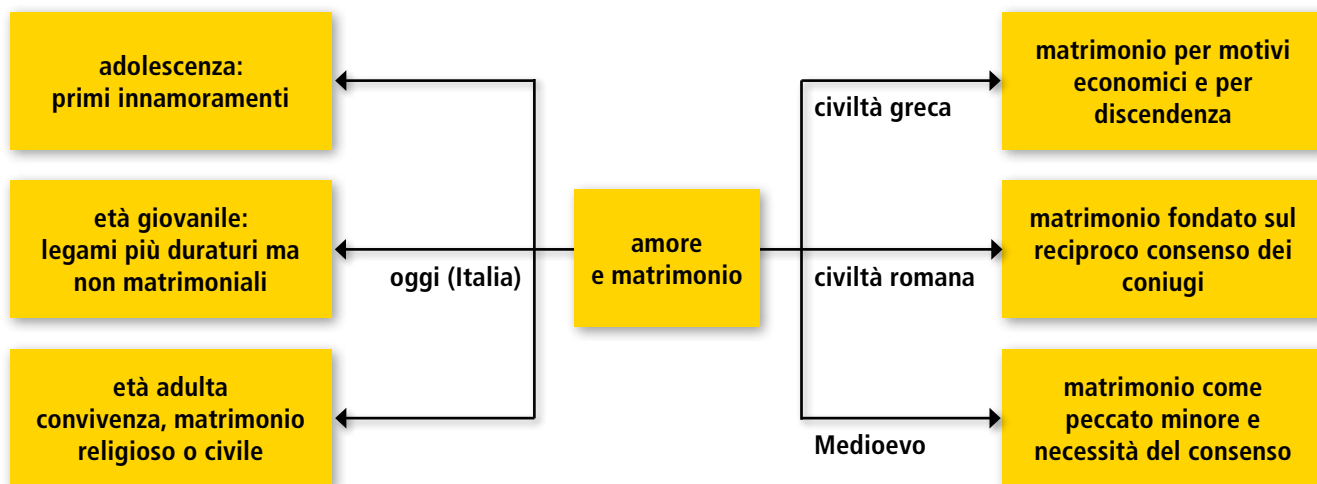 adolescenza:
primi innamoramenti
età giovanile:
legami più duraturi ma
non matrimoniali
età adulta
convivenza, matrimonio
religioso o civile
oggi (Italia)
amore
e matrimonio
civiltà greca
matrimonio per motivi
economici e per
discendenza
civiltà romana
matrimonio fondato sul
reciproco consenso dei
coniugi
Medioevo
matrimonio come
peccato minore e
necessità del consenso